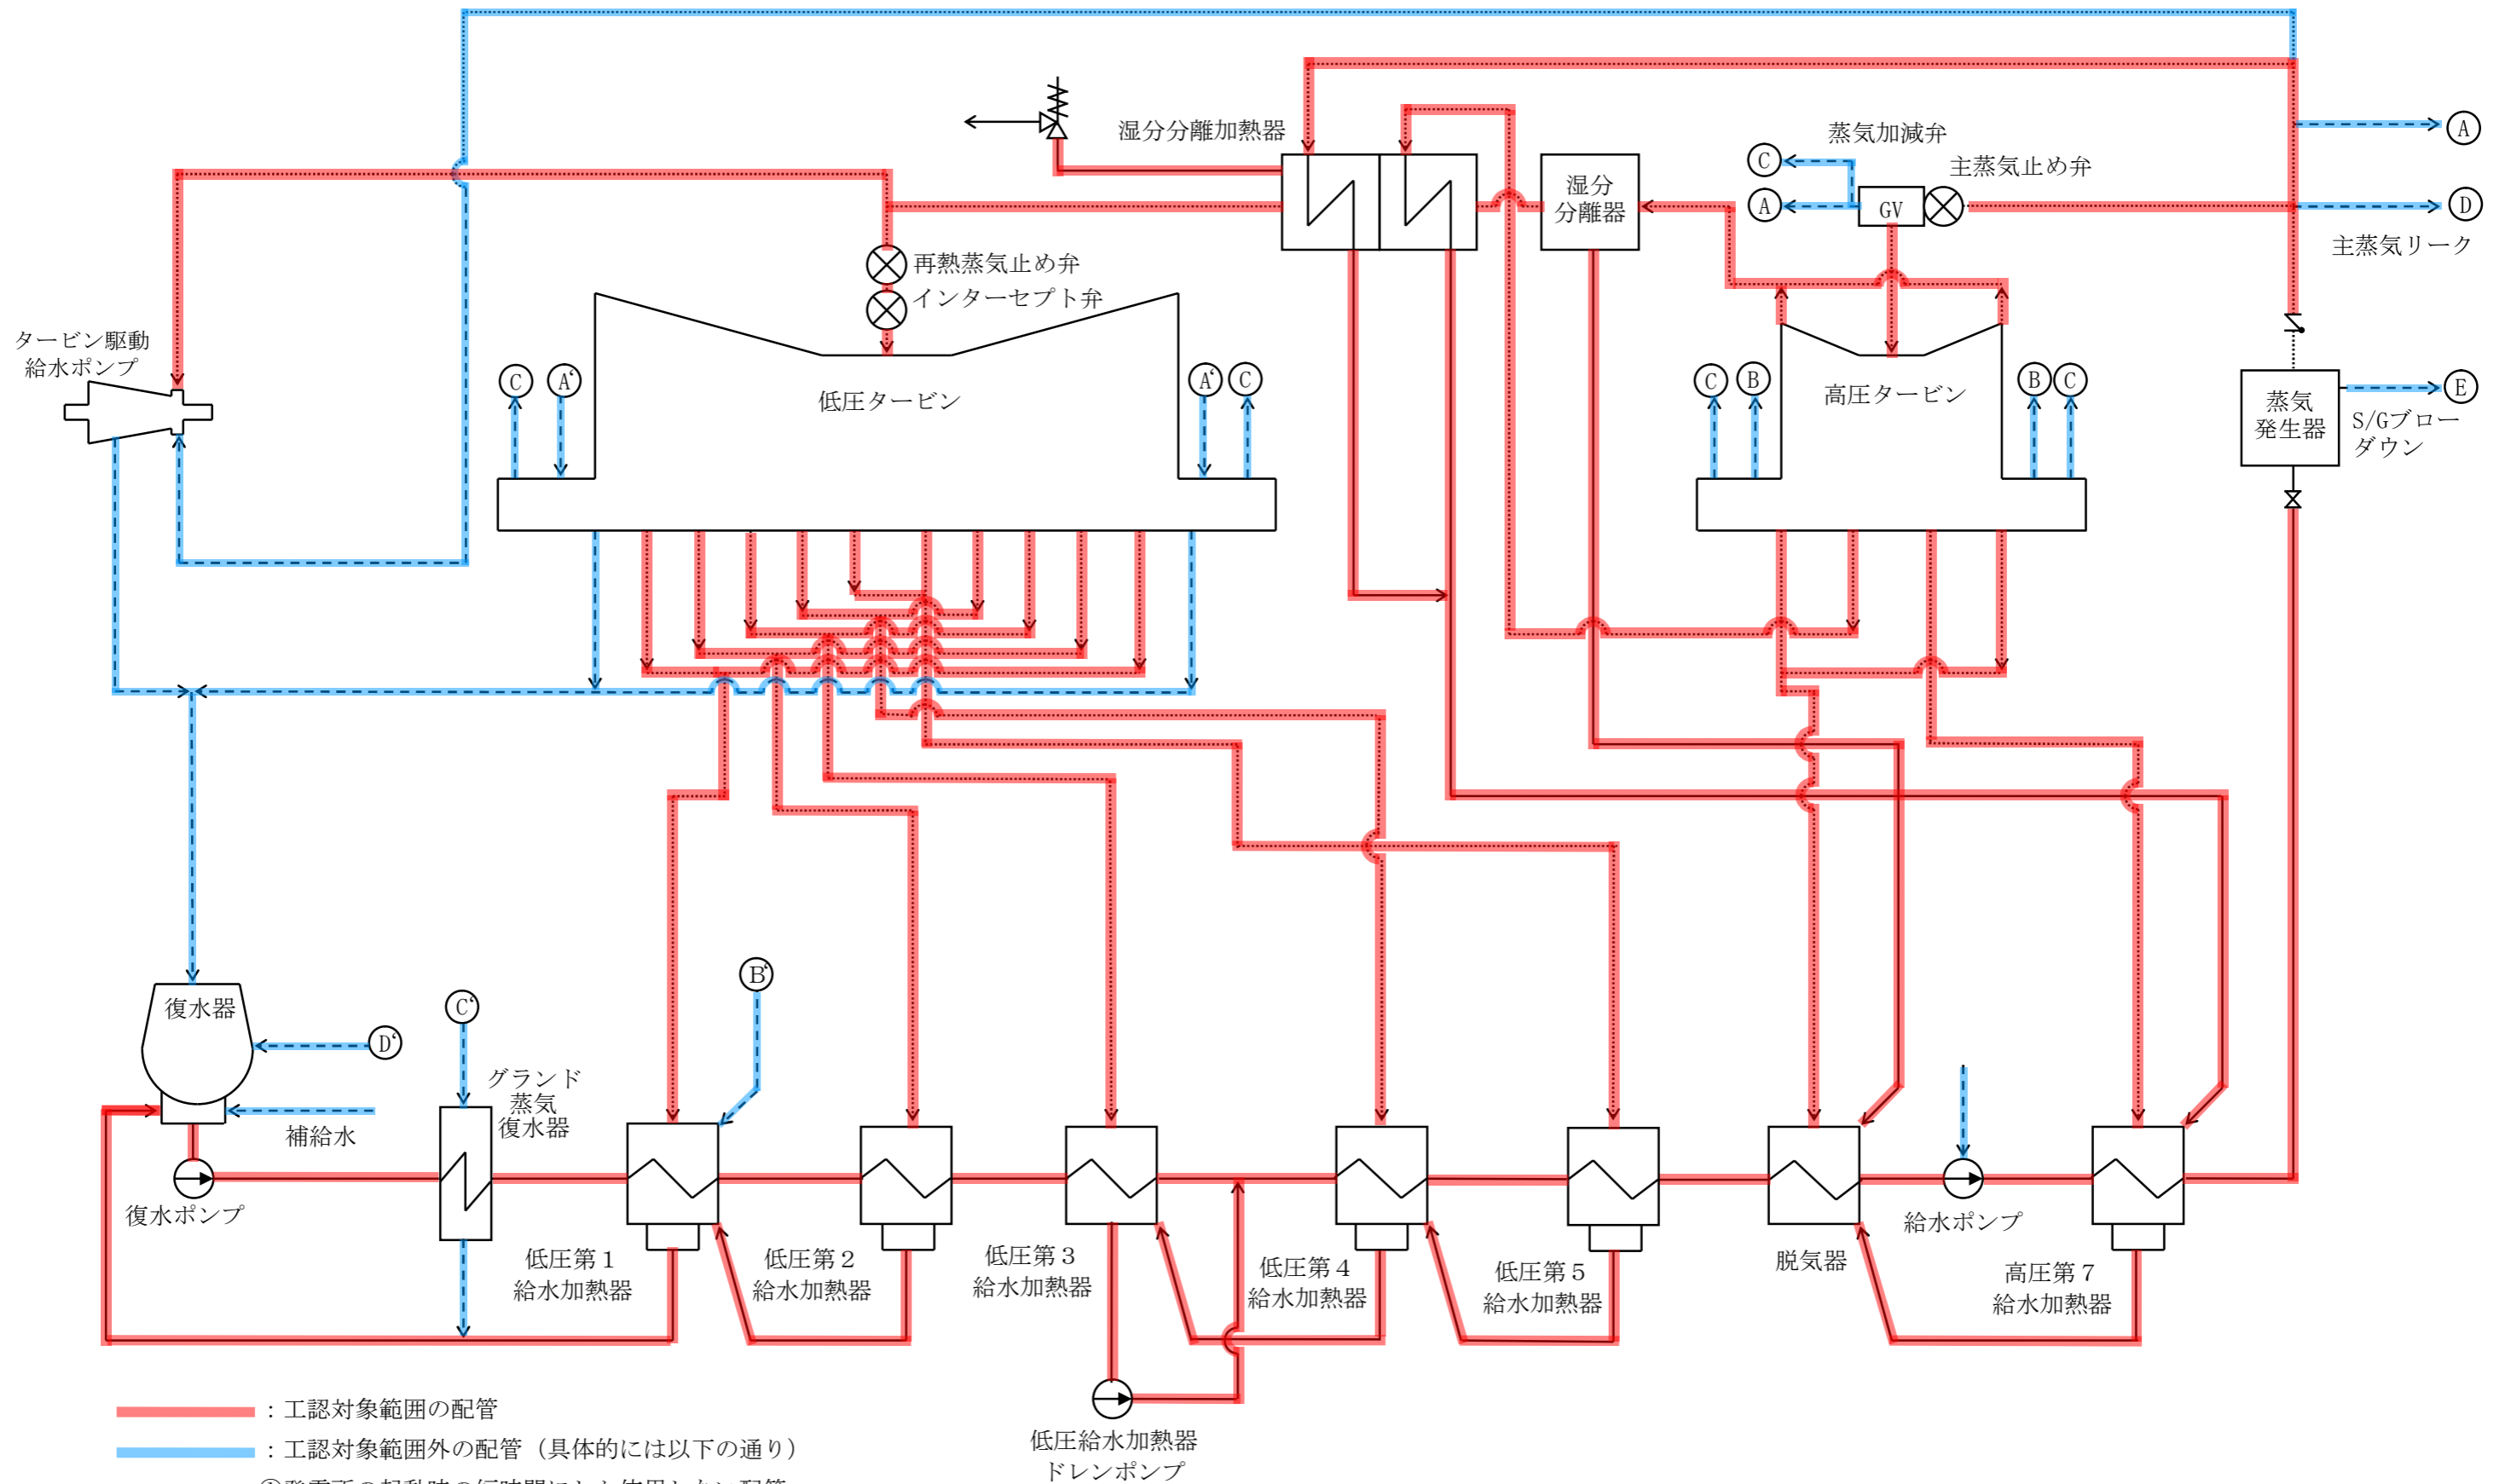 湿分分離加熱器
蒸気加減弁
主蒸気止め弁
A
C
A
GV
D
湿分
分離器
主蒸気リーク
再熱蒸気止め弁
インターセプト弁
タービン駆動
給水ポンプ
C
A‘
A‘
C
低圧タービン
C
B
B
C
高圧タービン
蒸気
発生器
E
S/Gブロー
ダウン
復水器
D‘
C‘
B‘
グランド
蒸気
復水器
補給水
復水ポンプ
低圧第１
給水加熱器
低圧第２
給水加熱器
低圧第３
給水加熱器
低圧第４
給水加熱器
低圧第５
給水加熱器
脱気器
給水ポンプ
高圧第７
給水加熱器
低圧給水加熱器
ドレンポンプ
：工認対象範囲の配管
：工認対象範囲外の配管（具体的には以下の通り）